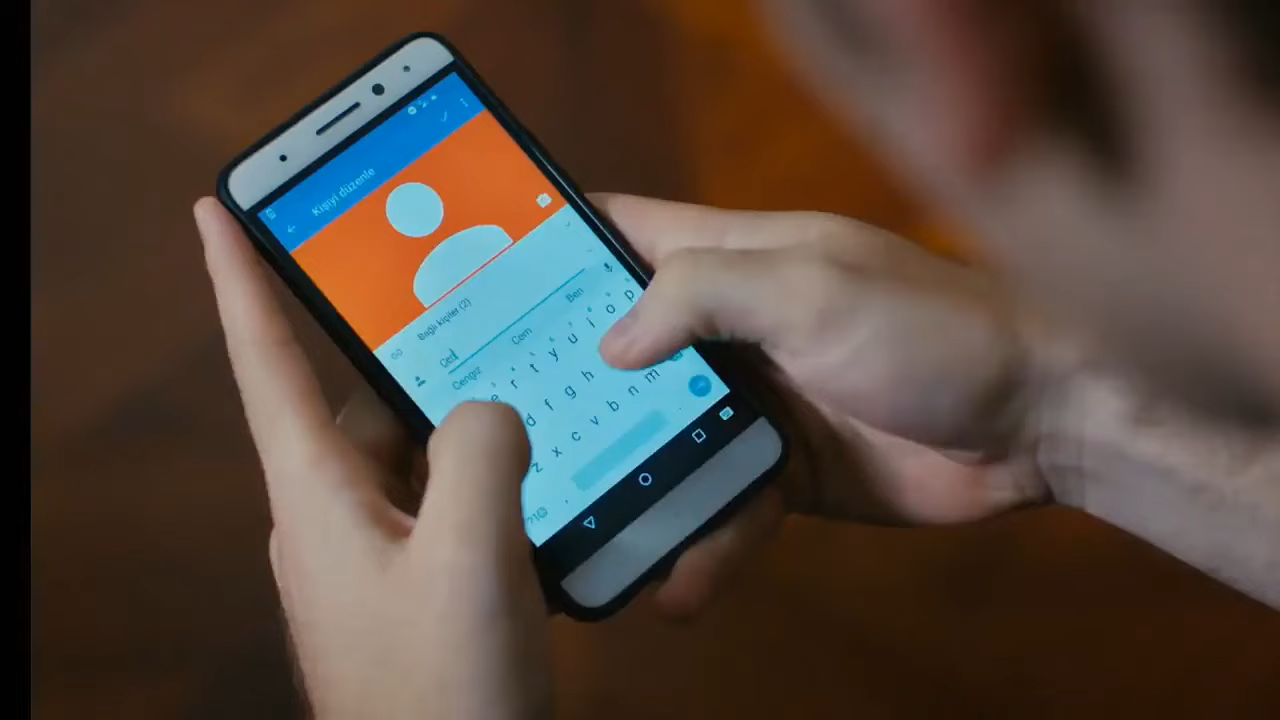 Kişiyi düzenle
Bağlı kişiler (2)
Cengiz Cem Ben
e r t y u i o p
d f g h
z x c v b n m